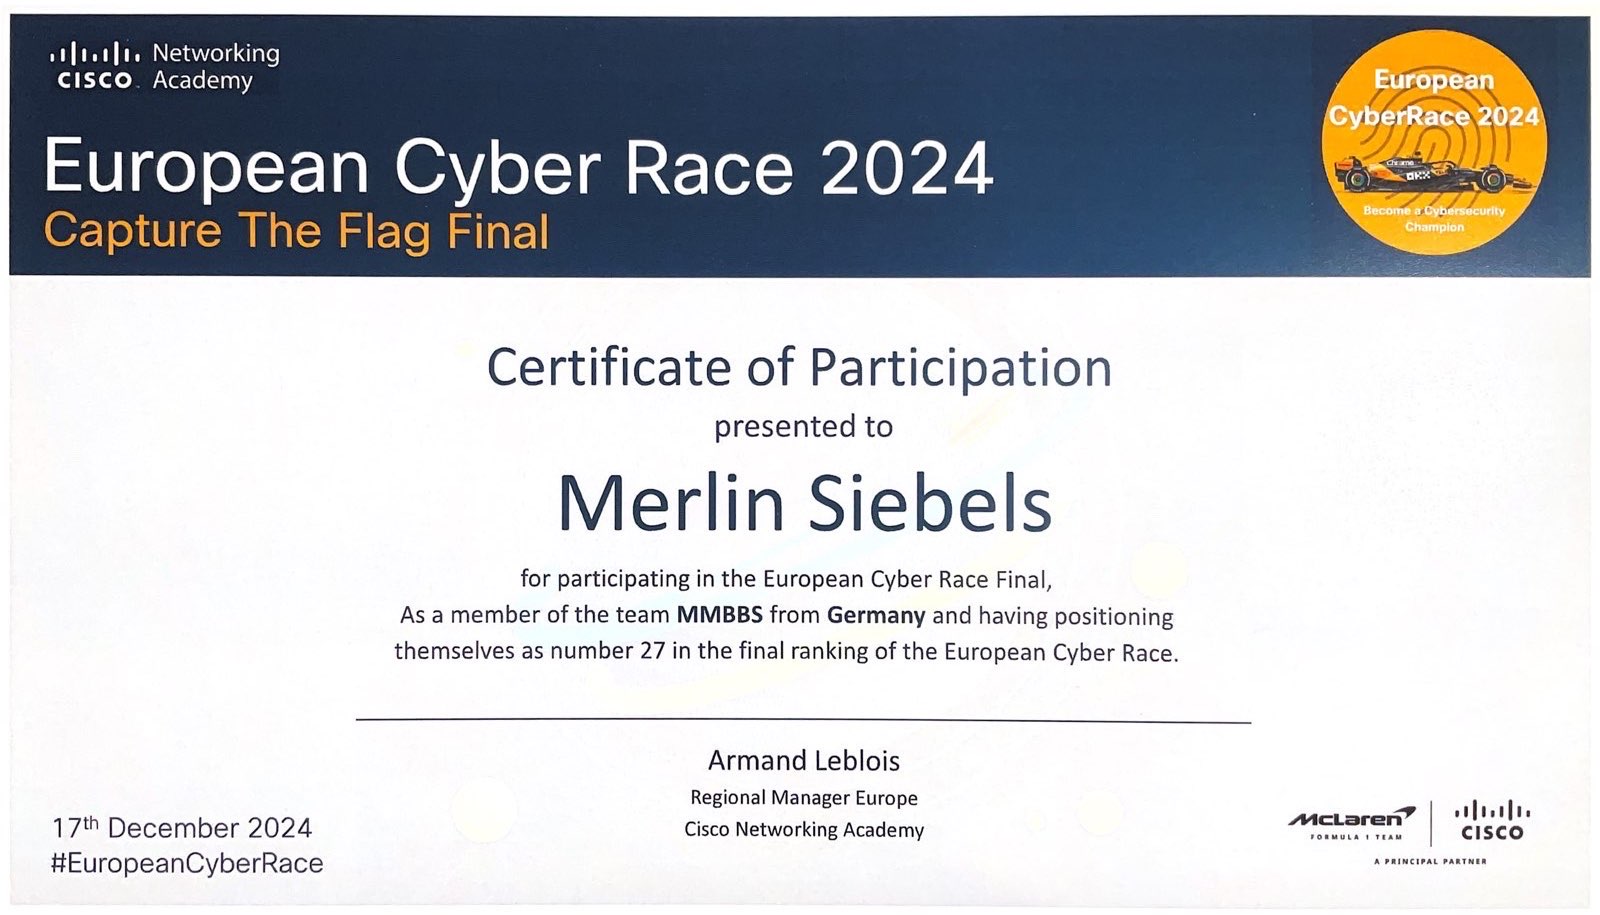 Networking
CISCO Academy
European Cyber Race 2024
Capture The Flag Final
European
CyberRace 2024
Chrome
OKX
Become a Cybersecurity
Champion
Certificate of Participation
presented to
Merlin Siebels
for participating in the European Cyber Race Final,
As a member of the team MMBBS from Germany and having positioning
themselves as number 27 in the final ranking of the European Cyber Race.
Armand Leblois
Regional Manager Europe
Cisco Networking Academy
17th December 2024
#EuropeanCyberRace
McLaren
FORMULA 1 TEAM
CISCO
A PRINCIPAL PARTNER